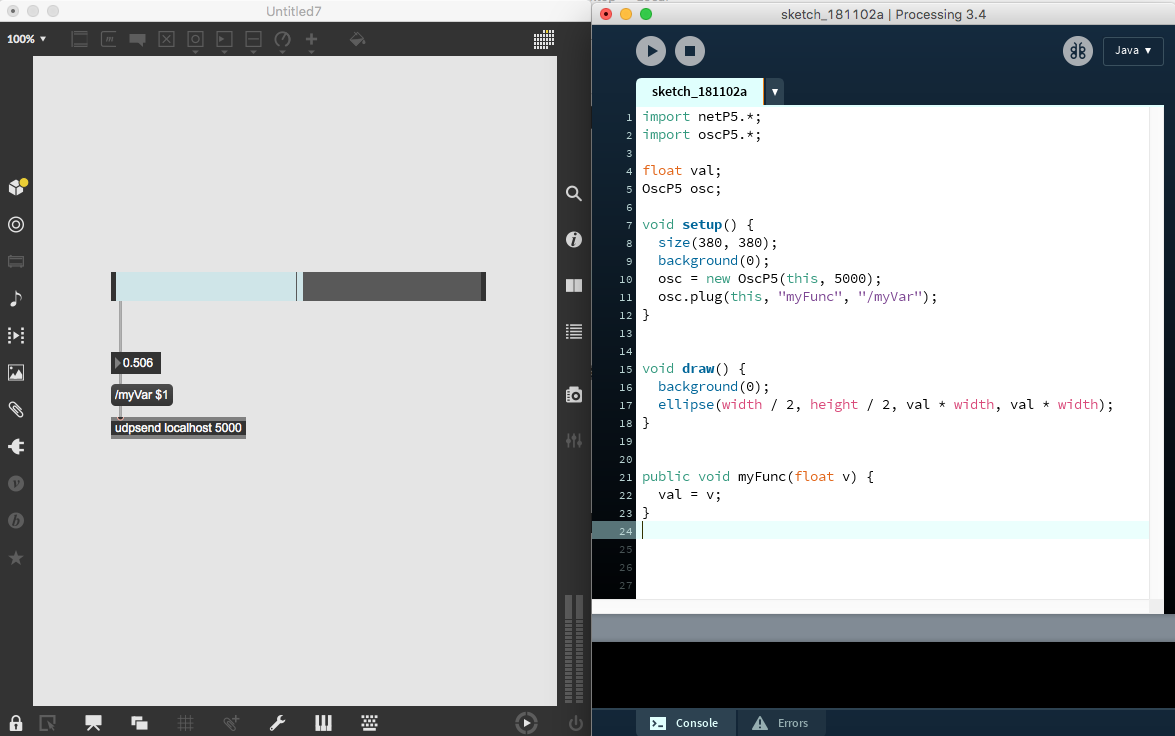 Untitled7
100%
0.506
/myVar $1
udpsend localhost 5000
sketch_181102a | Processing 3.4
Java
sketch_181102a
1 import netP5.*;
2 import oscP5.*;
3
4 float val;
5 OscP5 osc;
6
7 void setup() {
8   size(380, 380);
9   background(0);
10   osc = new OscP5(this, 5000);
11   osc.plug(this, "myFunc", "/myVar");
12 }
13
14
15 void draw() {
16   background(0);
17   ellipse(width / 2, height / 2, val * width, val * width);
18 }
19
20
21 public void myFunc(float v) {
22   val = v;
23 }
24
25
26
27
Console
Errors